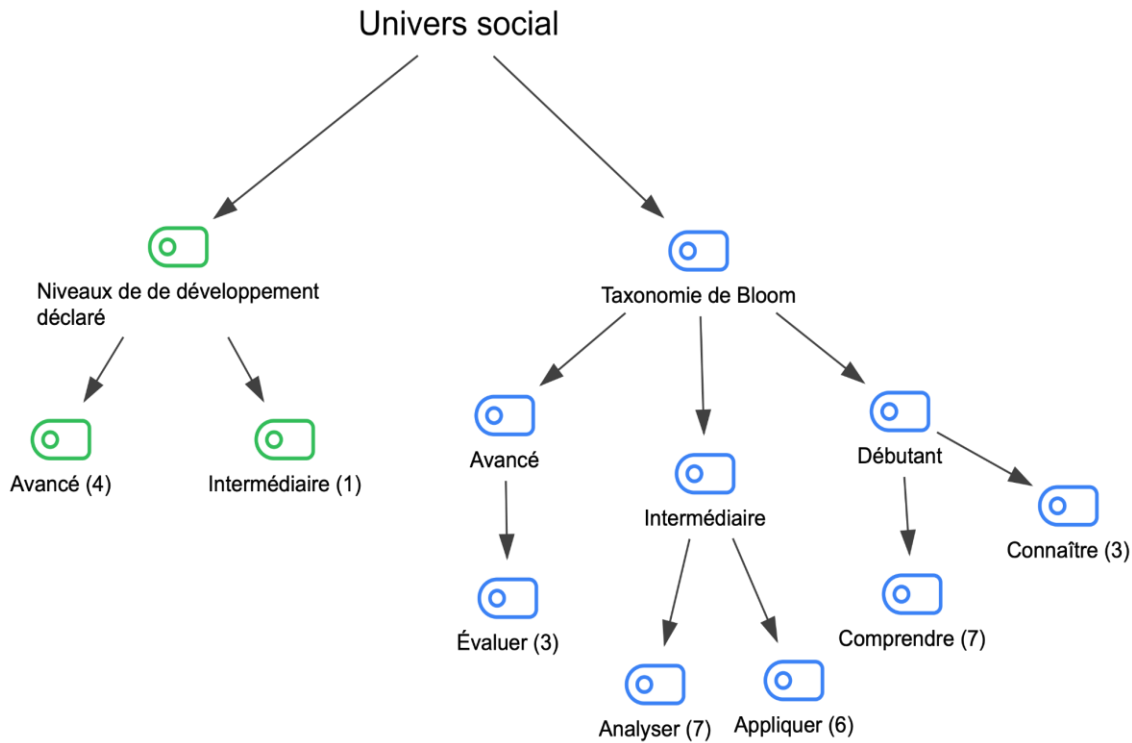 Univers social
Niveaux de de développement
déclaré
Taxonomie de Bloom
Avancé (4)
Intermédiaire (1)
Avancé
Intermédiaire
Débutant
Connaître (3)
Évaluer (3)
Comprendre (7)
Analyser (7)
Appliquer (6)